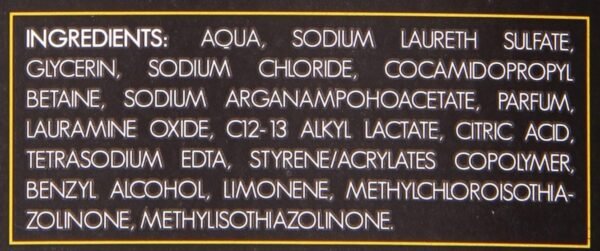 INGREDIENTS: AQUA, SODIUM LAURETH SULFATE,
GLYCERIN, SODIUM CHLORIDE, COCAMIDOPROPYL
BETAINE, SODIUM ARGANAMPOHOACETATE, PARFUM,
LAURAMINE OXIDE, C12-13 ALKYL LACTATE, CITRIC ACID,
TETRASODIUM EDTA, STYRENE/ACRYLATES COPOLYMER,
BENZYL ALCOHOL, LIMONENE, METHYLCHLOROISOTHIA-
ZOLINONE, METHYLISOTHIAZOLINONE.